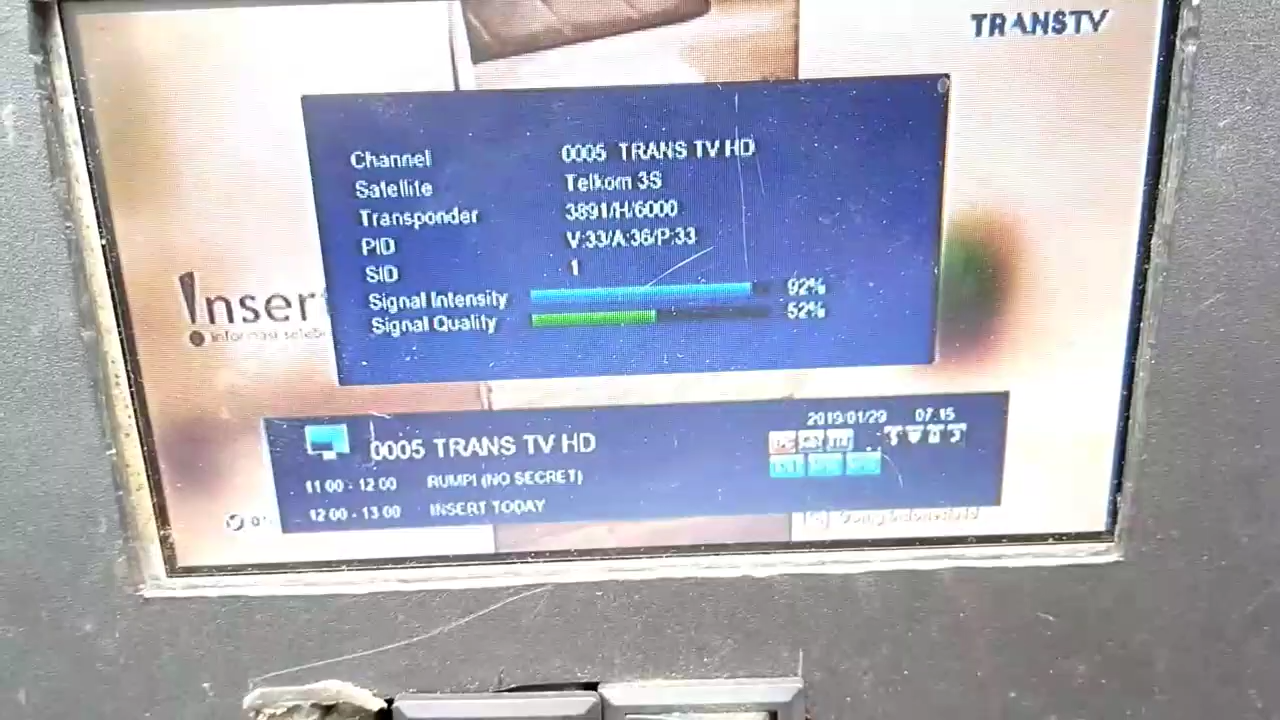 TRANSTV
Channel 0005 TRANS TV HD
Satellite Telkom 3S
Transponder 3891/H/6000
PID V:33/A:36/P:33
SID 1
Signal Intensity 92%
Signal Quality 52%
Insert
Informasi
2019/01/29 07.15
0005 TRANS TV HD
11:00 - 12:00 RUMPI (NO SECRET)
12:00 - 13:00 INSERT TODAY